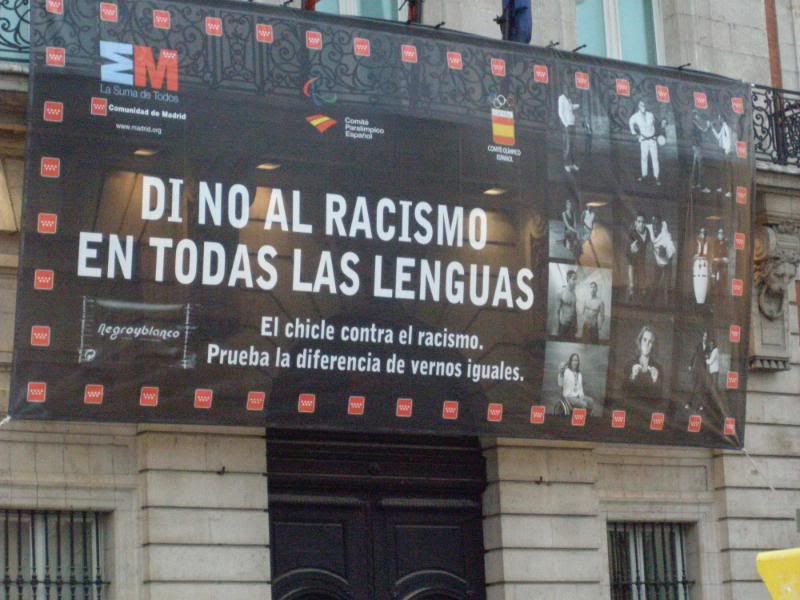 La Suma de Todos
Comunidad de Madrid
www.madrid.org
Comité
Paralímpico
Español
COMITÉ OLÍMPICO
ESPAÑOL
DI NO AL RACISMO
EN TODAS LAS LENGUAS
negroyblanco
El chicle contra el racismo.
Prueba la diferencia de vernos iguales.